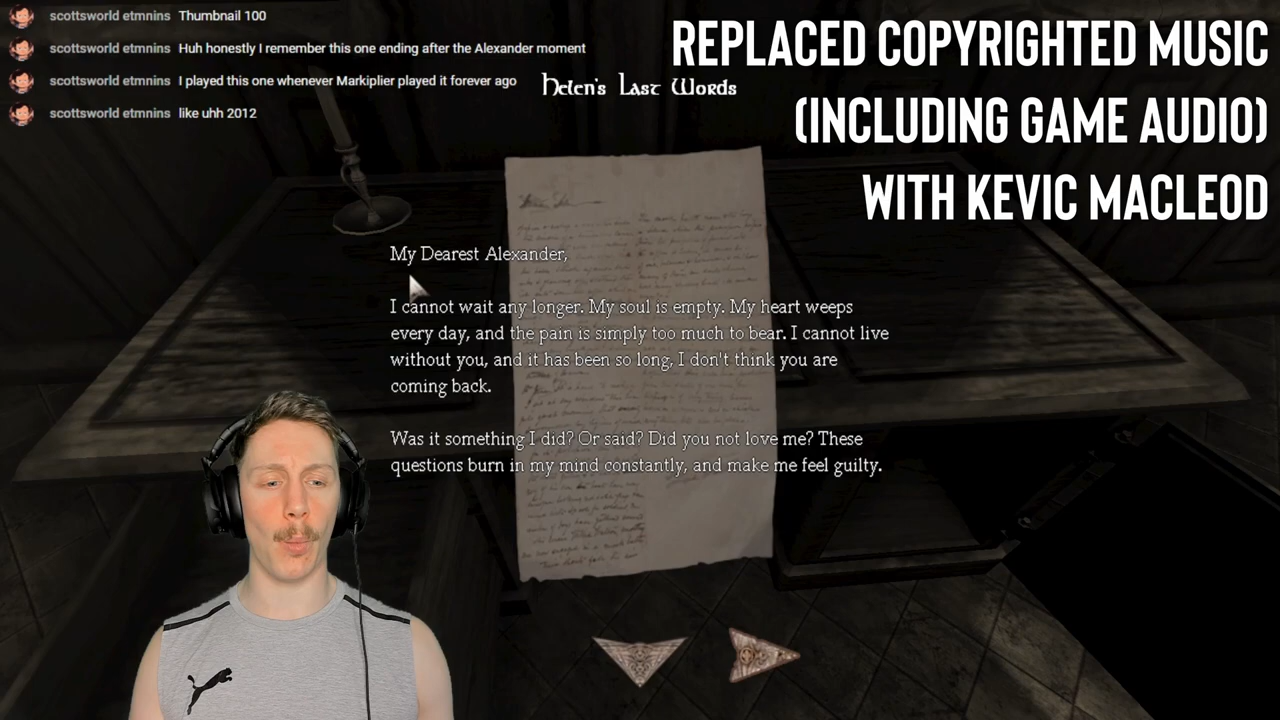 scottsworld etmnins Thumbnail 100
scottsworld etmnins Huh honestly I remember this one ending after the Alexander moment
scottsworld etmnins I played this one whenever Markiplier played it forever ago
scottsworld etmnins like uhh 2012
REPLACED COPYRIGHTED MUSIC
(INCLUDING GAME AUDIO)
WITH KEVIC MACLEOD
Helen's Last Words
My Dearest Alexander,
I cannot wait any longer. My soul is empty. My heart weeps
every day, and the pain is simply too much to bear. I cannot live
without you, and it has been so long, I don't think you are
coming back.
Was it something I did? Or said? Did you not love me? These
questions burn in my mind constantly, and make me feel guilty.